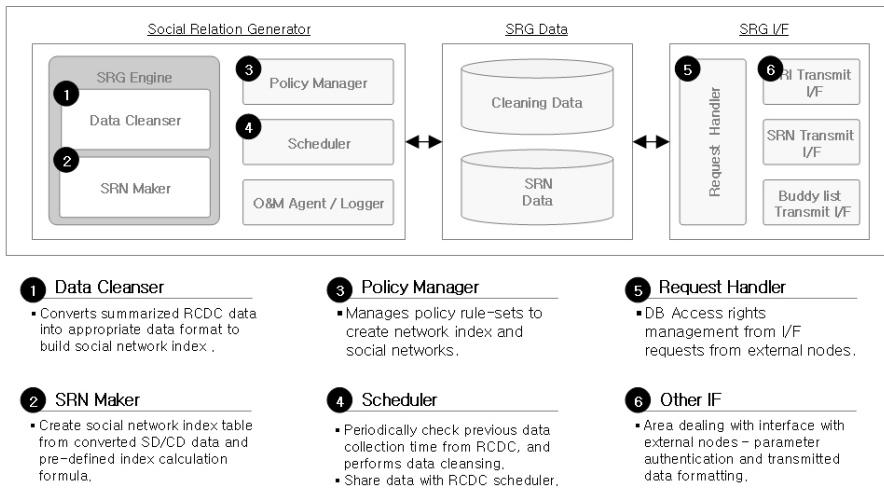 Social Relation Generator
SRG Data
SRG I/F
SRG Engine
1
Data Cleanser
2
SRN Maker
3
Policy Manager
4
Scheduler
O&M Agent / Logger
Cleaning Data
SRN
Data
5
Request Handler
6
RI Transmit
I/F
SRN Transmit
I/F
Buddy list
Transmit I/F
1 Data Cleanser
▪ Converts summarized RCDC data
into appropriate data format to
build social network index .
2 SRN Maker
▪ Create social network index table
from converted SD/CD data and
pre-defined index calculation
formula.
3 Policy Manager
▪ Manages policy rule-sets to
create network index and
social networks.
4 Scheduler
▪ Periodically check previous data
collection time from RCDC, and
performs data cleansing.
▪ Share data with RCDC scheduler.
5 Request Handler
▪ DB Access rights
management from I/F
requests from external nodes.
6 Other IF
▪ Area dealing with interface with
external nodes - parameter
authentication and transmitted
data formatting.